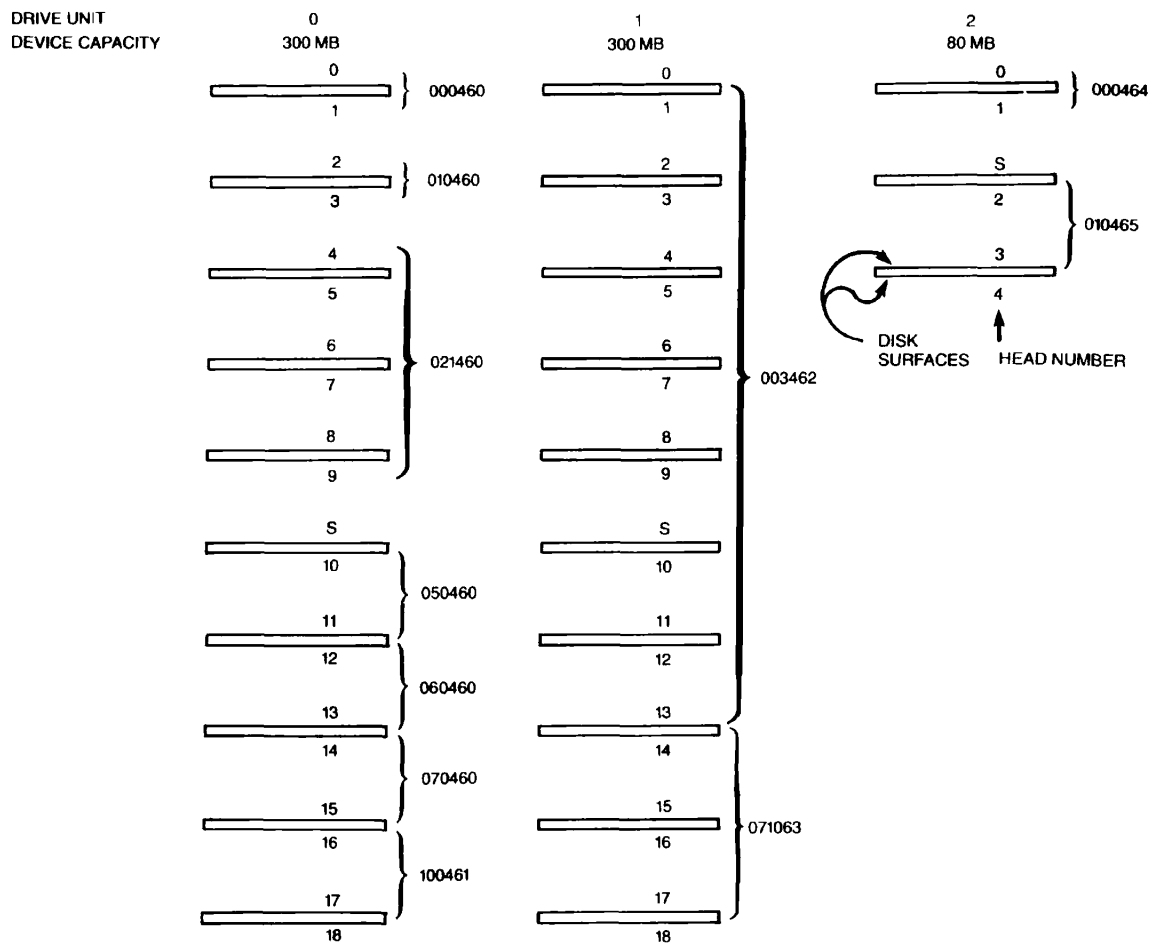 DRIVE UNIT 0 1 2
DEVICE CAPACITY 300 MB 300 MB 80 MB
0 0 0
000460 000464
1 1 1
2 2 S
010460
3 3 2
010465
4 4 3
5 5 4
DISK
SURFACES HEAD NUMBER
6 6
021460 003462
7 7
8 8
9 9
S S
10 10
050460
11 11
12 12
060460
13 13
14 14
070460
15 15
071063
16 16
100461
17 17
18 18